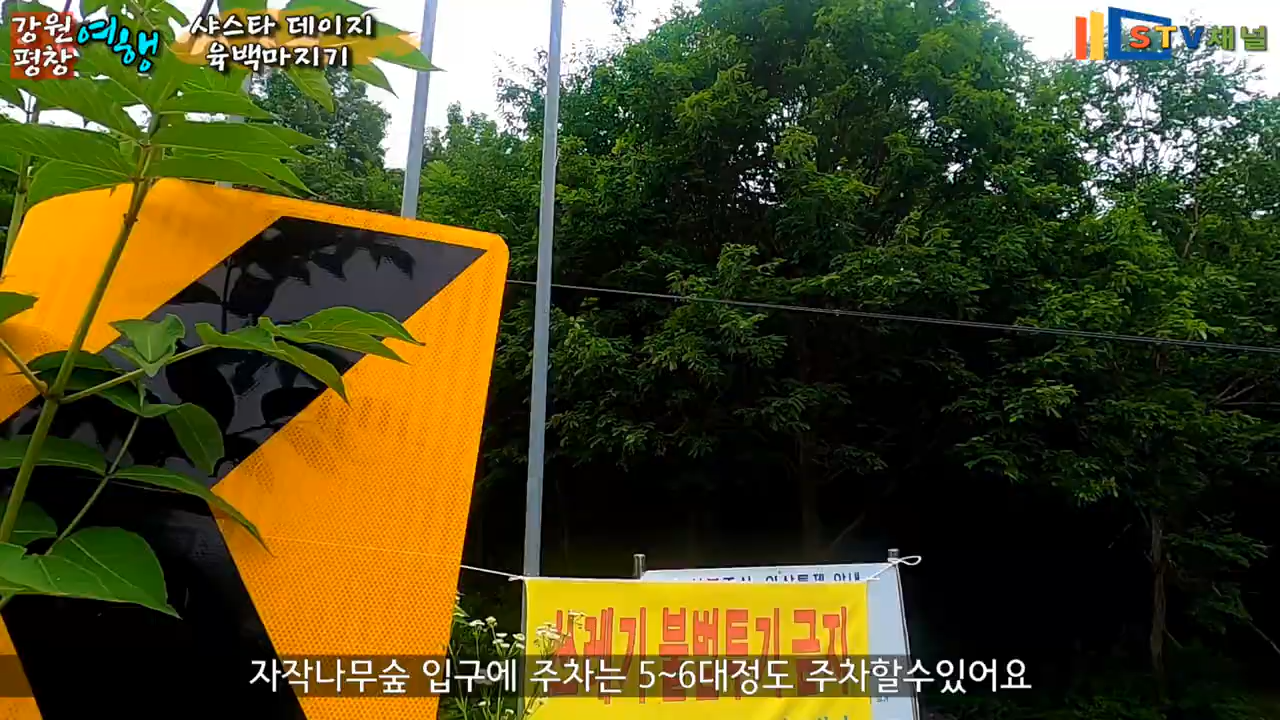 강원
평창
여행
샤스타 데이지
육백마지기
STV채널
쓰레기 불법투기 금지
자작나무숲 입구에 주차는 5~6대정도 주차할수있어요